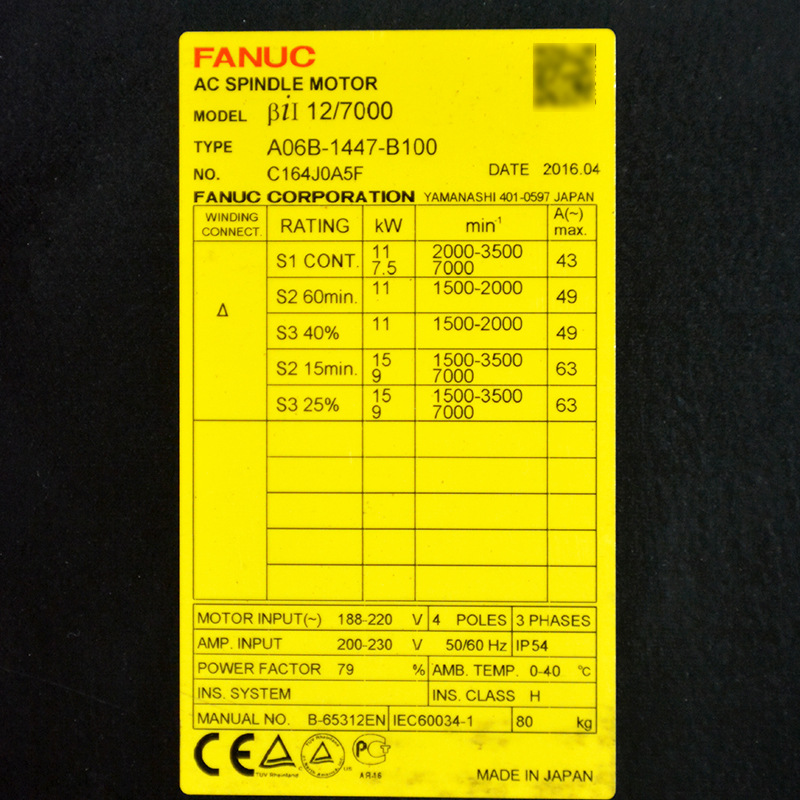 FANUC
AC SPINDLE MOTOR
MODEL βiI 12/7000
TYPE A06B-1447-B100
NO. C164J0A5F DATE 2016.04
FANUC CORPORATION YAMANASHI 401-0597 JAPAN
WINDING CONNECT. RATING kW min-1 A(~) max.
Δ
S1 CONT. 11 2000-3500 43
7.5 7000
S2 60min. 11 1500-2000 49
S3 40% 11 1500-2000 49
S2 15min. 15 1500-3500 63
9 7000
S3 25% 15 1500-3500 63
9 7000
MOTOR INPUT(~) 188-220 V 4 POLES 3 PHASES
AMP. INPUT 200-230 V 50/60 Hz IP54
POWER FACTOR 79 % AMB. TEMP. 0-40 °C
INS. SYSTEM INS. CLASS H
MANUAL NO. B-65312EN IEC60034-1 80 kg
CE
TÜV Rheinland
US
PCT
АЯ46
MADE IN JAPAN